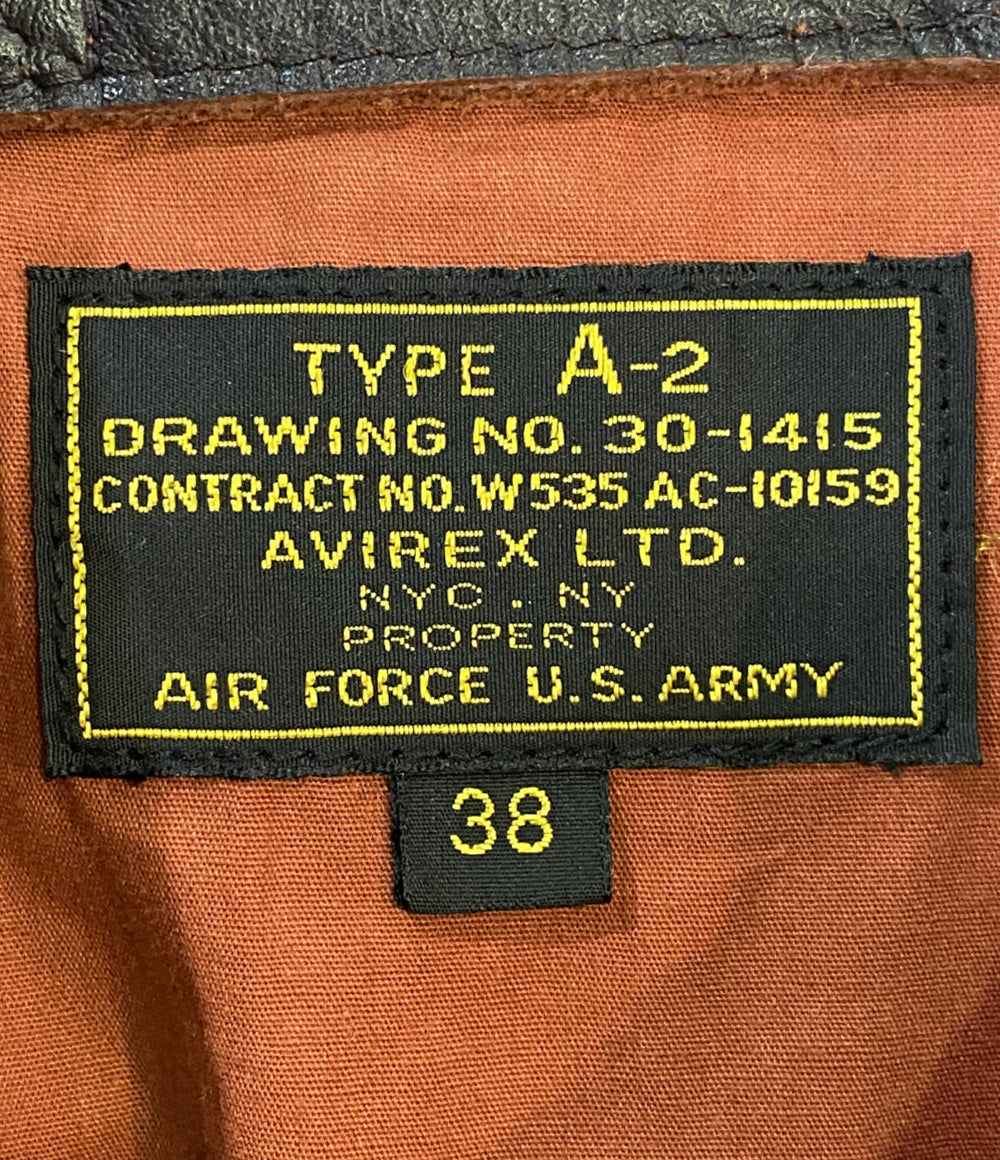 TYPE A-2
DRAWING NO. 30-1415
CONTRACT NO. W535 AC-10159
AVIREX LTD.
NYC . NY
PROPERTY
AIR FORCE U.S. ARMY
38